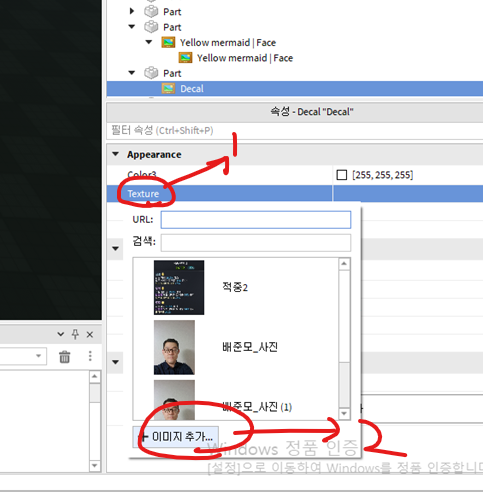 Part
Part
Yellow mermaid | Face
Yellow mermaid | Face
Part
Decal
속성 - Decal "Decal"
필터 속성 (Ctrl+Shift+P)
Appearance
Color3
[255, 255, 255]
Texture
1
URL:
검색:
적중2
배준모_사진
배준모_사진 (1)
+ 이미지 추가...
2
Windows 정품 인증
[설정]으로 이동하여 Windows를 정품 인증합니다